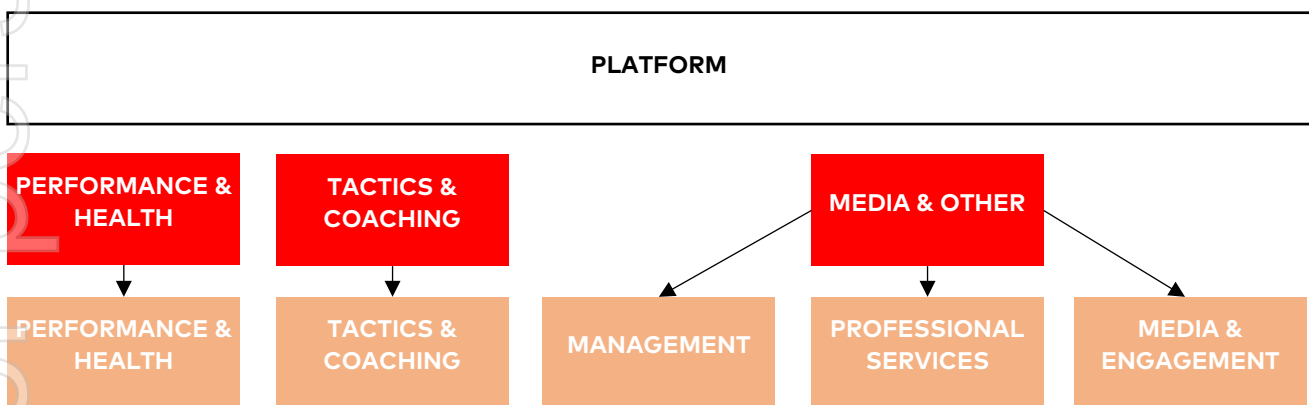 PLATFORM
PERFORMANCE &
HEALTH
TACTICS &
COACHING
MEDIA & OTHER
PERFORMANCE &
HEALTH
TACTICS &
COACHING
MANAGEMENT
PROFESSIONAL
SERVICES
MEDIA &
ENGAGEMENT